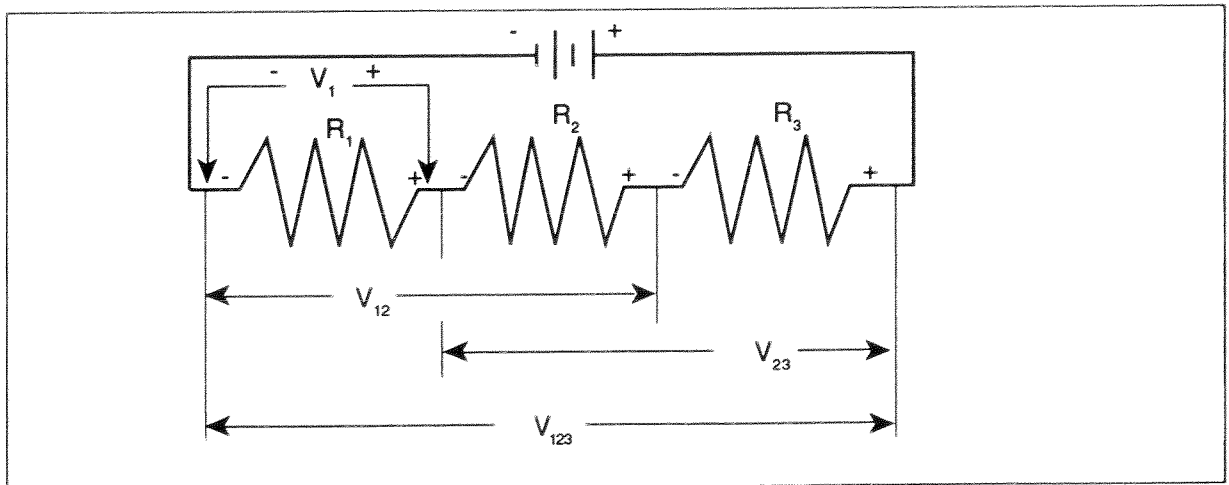 - +
- V₁ +
R₁ R₂ R₃
- + - + - +
V₁₂
V₂₃
V₁₂₃